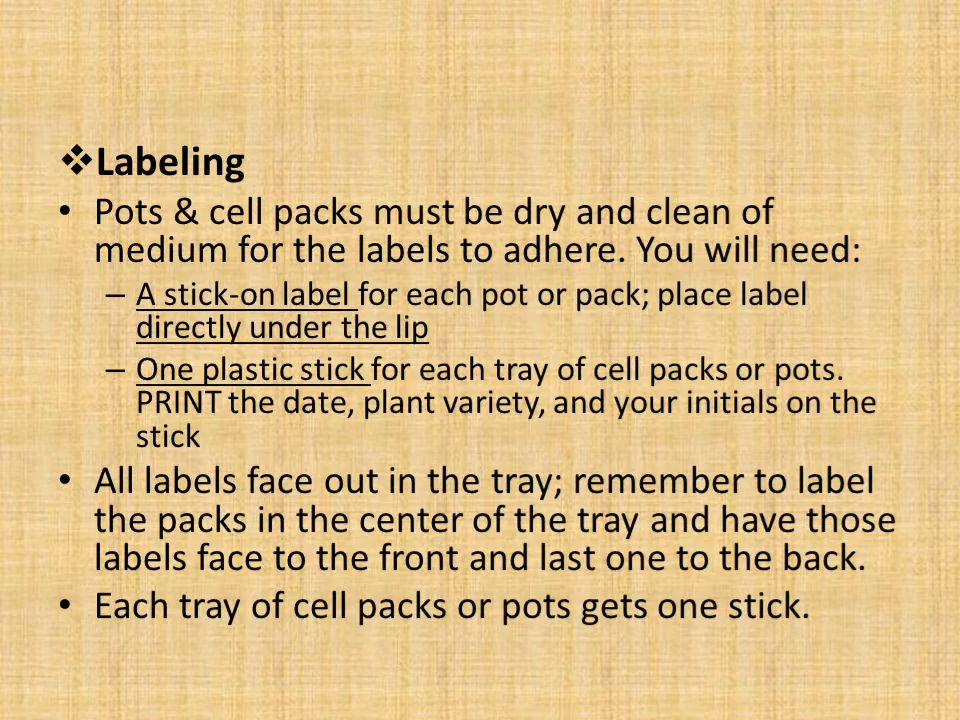 ❖Labeling
• Pots & cell packs must be dry and clean of
medium for the labels to adhere. You will need:
– A stick-on label for each pot or pack; place label
directly under the lip
– One plastic stick for each tray of cell packs or pots.
PRINT the date, plant variety, and your initials on the
stick
• All labels face out in the tray; remember to label
the packs in the center of the tray and have those
labels face to the front and last one to the back.
• Each tray of cell packs or pots gets one stick.